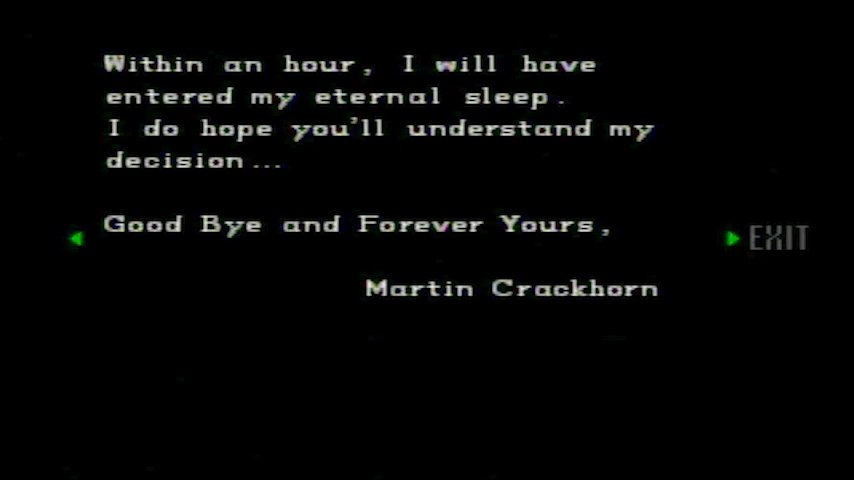 Within an hour, I will have
entered my eternal sleep.
I do hope you'll understand my
decision...
Good Bye and Forever Yours,
EXIT
Martin Crackhorn